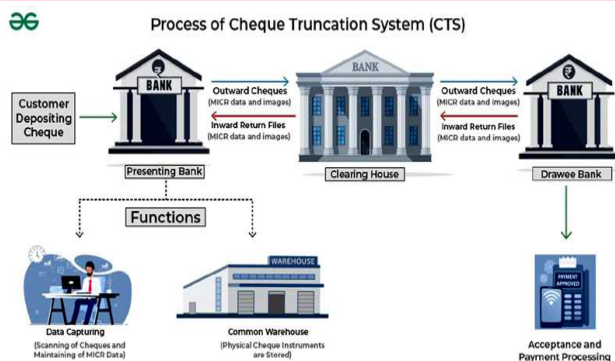 Process of Cheque Truncation System (CTS)
Customer
Depositing
Cheque
BANK
Presenting Bank
Outward Cheques
(MICR data and images)
Inward Return Files
(MICR data and images)
BANK
Clearing House
Outward Cheques
(MICR data and images)
Inward Return Files
(MICR data and images)
BANK
Drawee Bank
Functions
Data Capturing
(Scanning of Cheques and
Maintaining of MICR Data)
WAREHOUSE
Common Warehouse
(Physical Cheque Instruments
are Stored)
PAYMENT
APPROVED
Acceptance and
Payment Processing